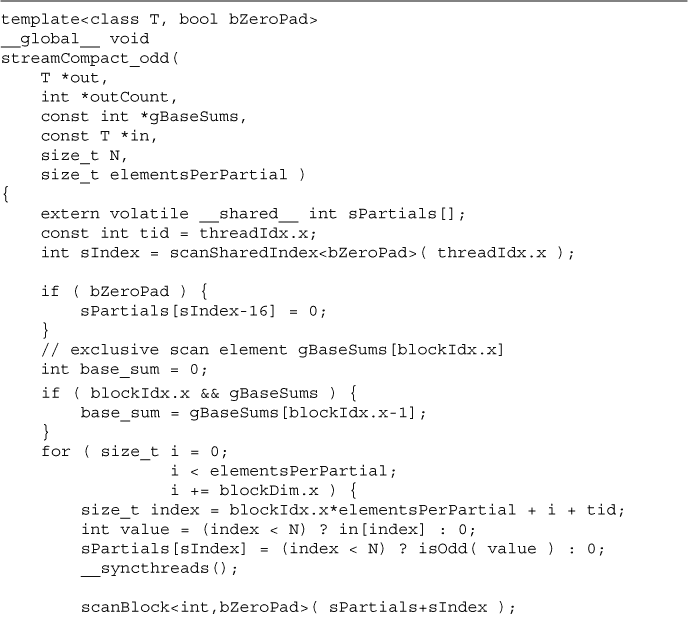 template<class T, bool bZeroPad>
__global__ void
streamCompact_odd(
    T *out,
    int *outCount,
    const int *gBaseSums,
    const T *in,
    size_t N,
    size_t elementsPerPartial )
{
    extern volatile __shared__ int sPartials[];
    const int tid = threadIdx.x;
    int sIndex = scanSharedIndex<bZeroPad>( threadIdx.x );

    if ( bZeroPad ) {
        sPartials[sIndex-16] = 0;
    }
    // exclusive scan element gBaseSums[blockIdx.x]
    int base_sum = 0;
    if ( blockIdx.x && gBaseSums ) {
        base_sum = gBaseSums[blockIdx.x-1];
    }
    for ( size_t i = 0;
                 i < elementsPerPartial;
                 i += blockDim.x ) {
        size_t index = blockIdx.x*elementsPerPartial + i + tid;
        int value = (index < N) ? in[index] : 0;
        sPartials[sIndex] = (index < N) ? isOdd( value ) : 0;
        __syncthreads();

        scanBlock<int,bZeroPad>( sPartials+sIndex );